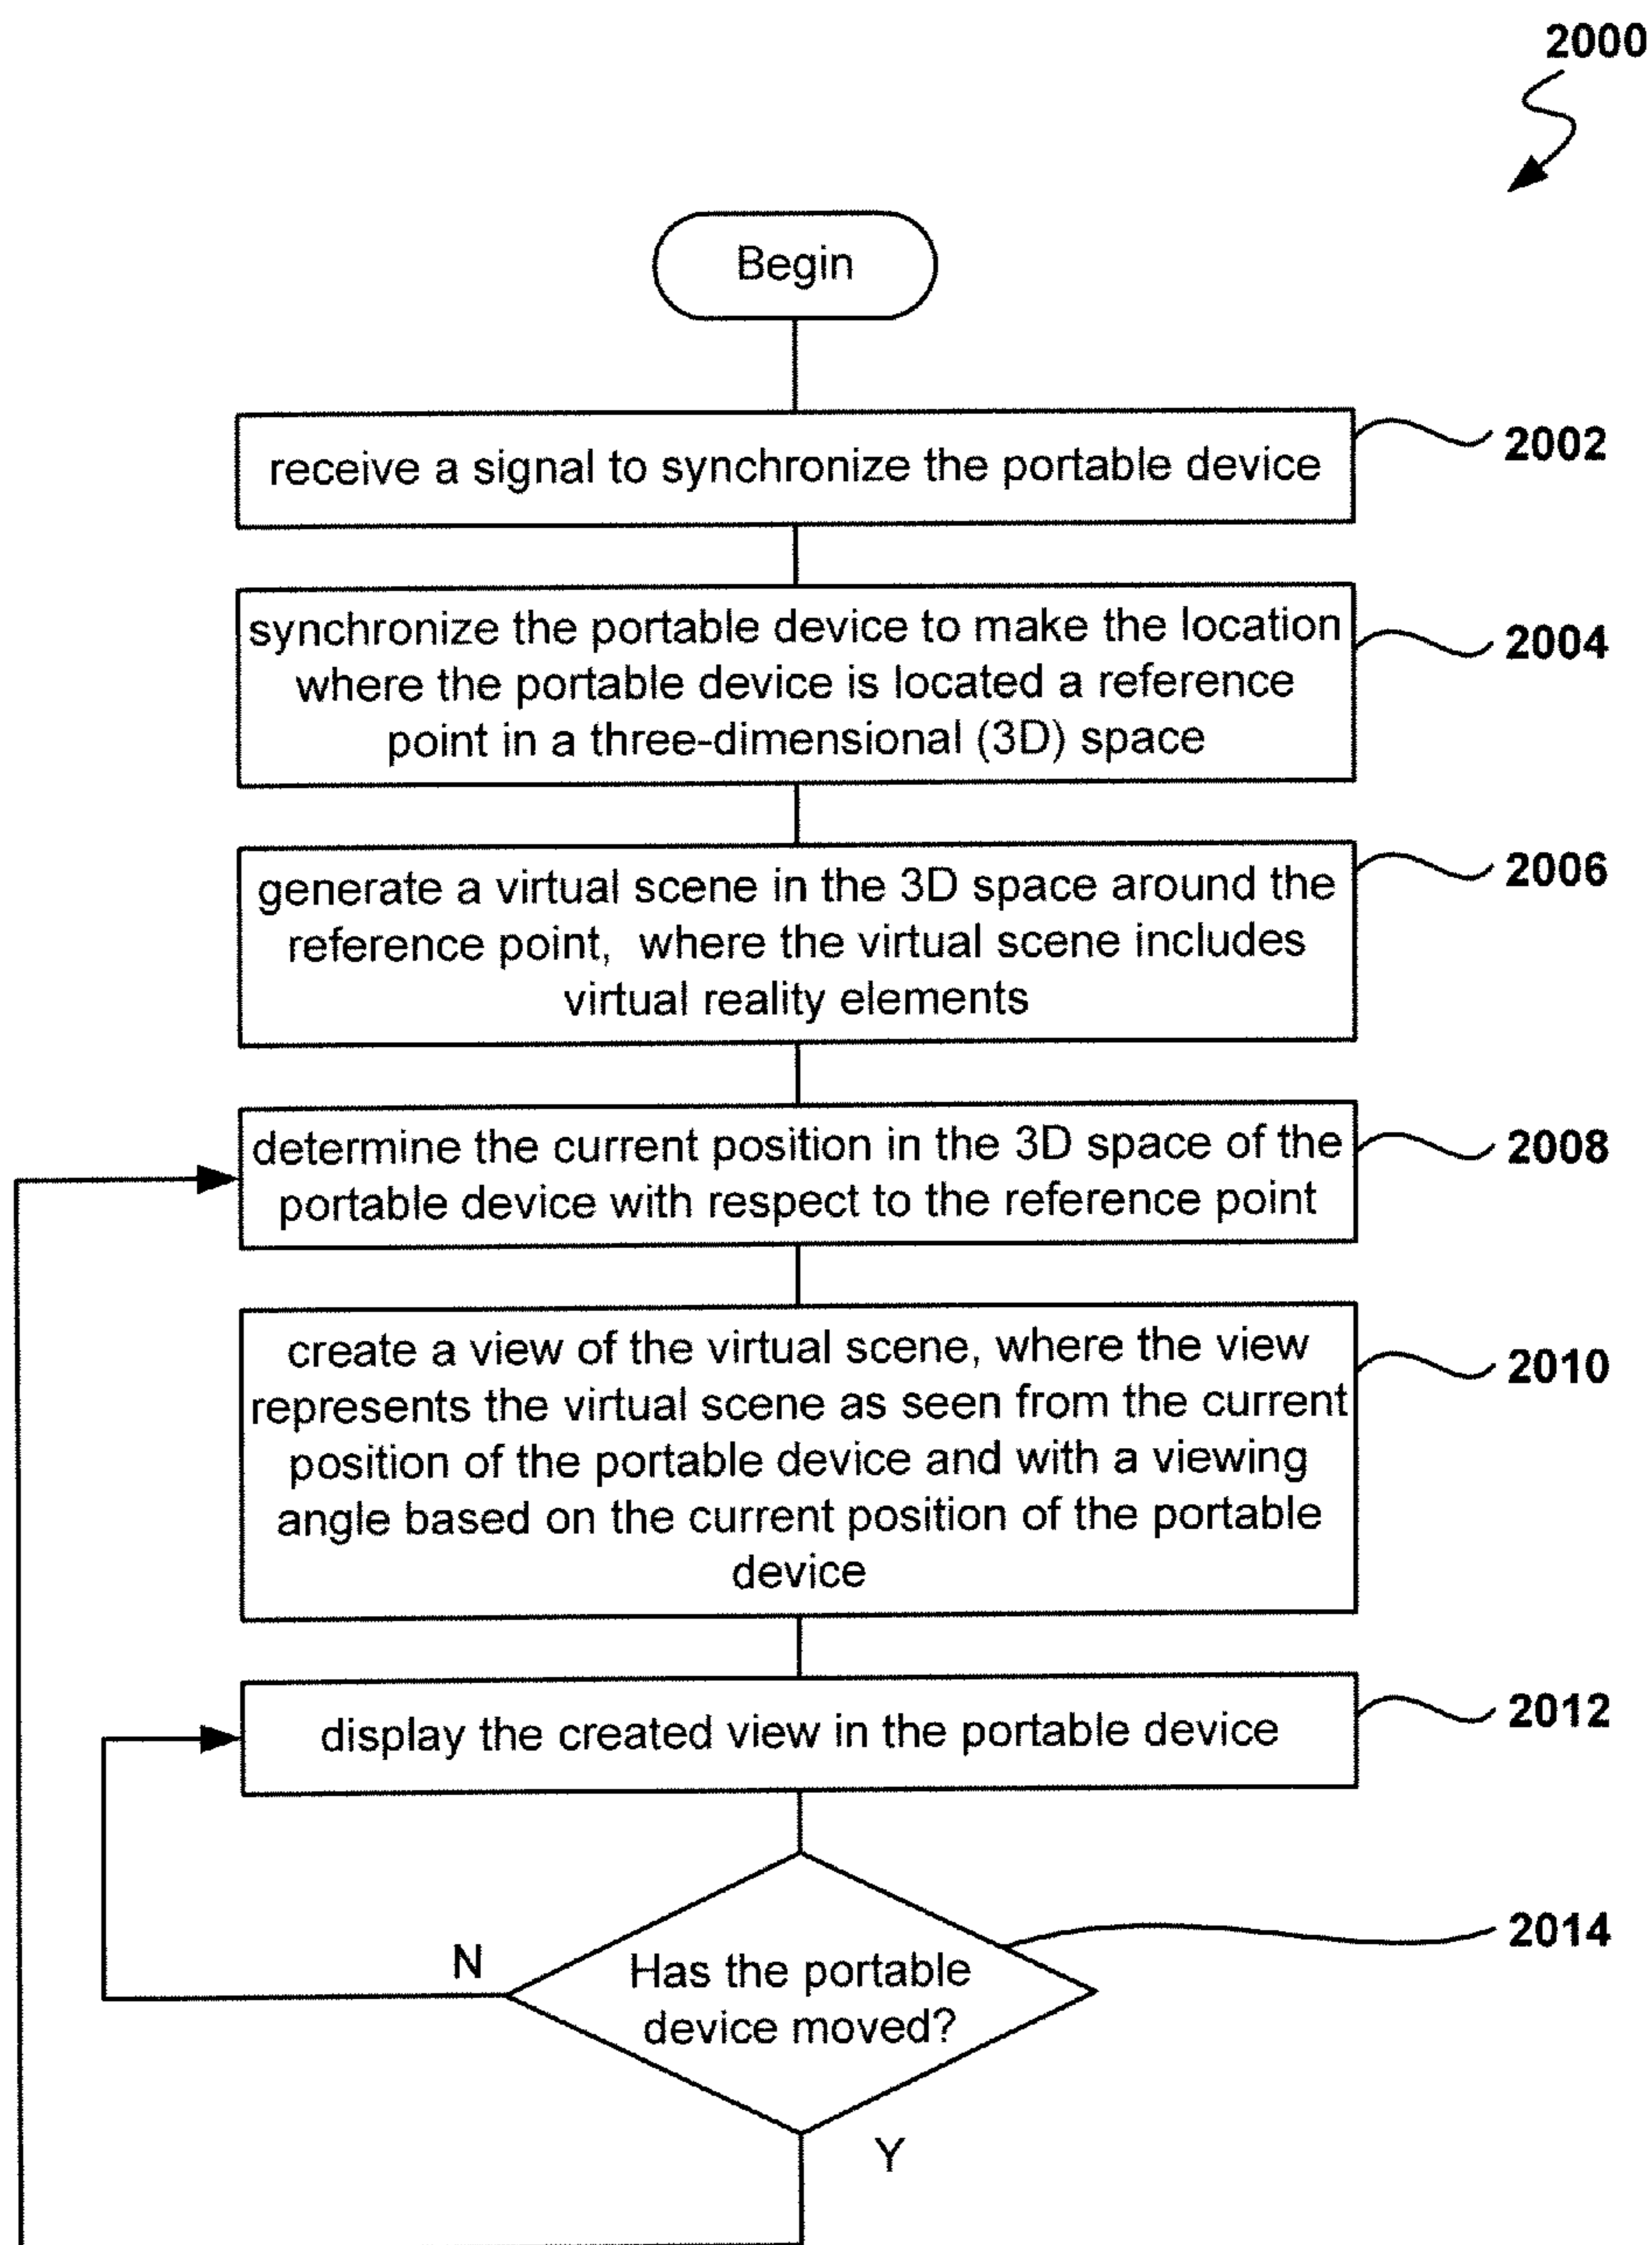 2000
Begin
receive a signal to synchronize the portable device
2002
synchronize the portable device to make the location
where the portable device is located a reference
point in a three-dimensional (3D) space
2004
generate a virtual scene in the 3D space around the
reference point, where the virtual scene includes
virtual reality elements
2006
determine the current position in the 3D space of the
portable device with respect to the reference point
2008
create a view of the virtual scene, where the view
represents the virtual scene as seen from the current
position of the portable device and with a viewing
angle based on the current position of the portable
device
2010
display the created view in the portable device
2012
Has the portable
device moved?
2014
N
Y